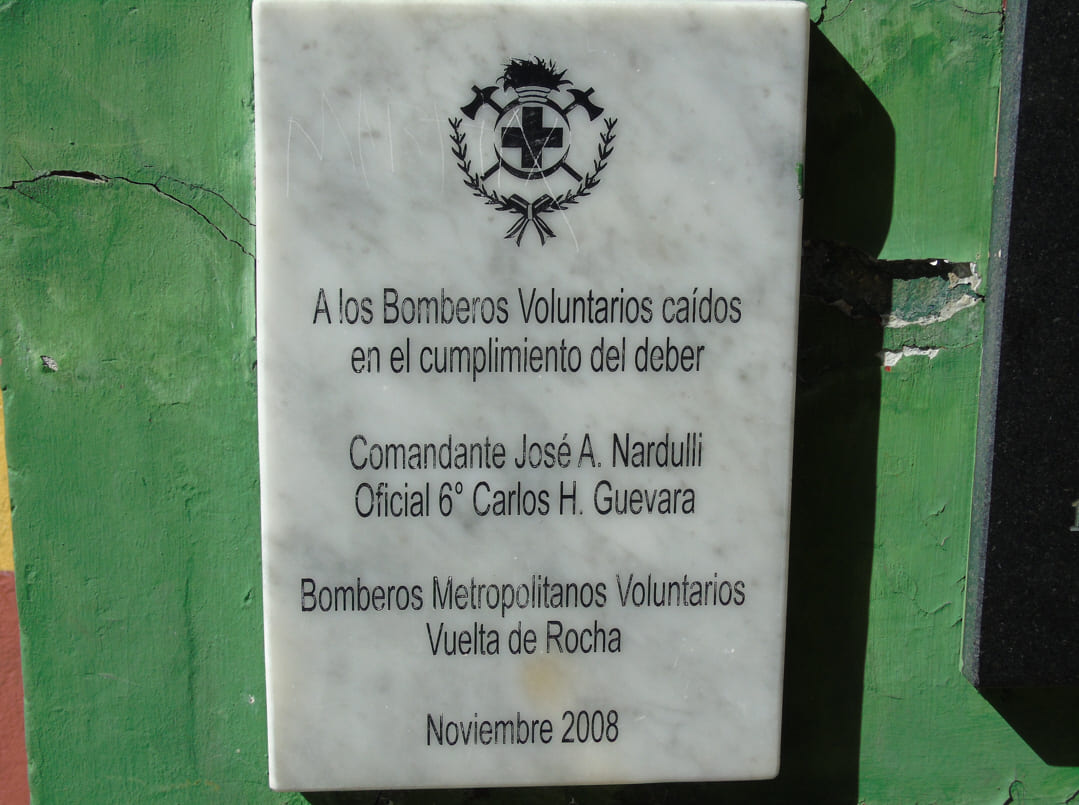 A los Bomberos Voluntarios caídos
en el cumplimiento del deber
Comandante José A. Nardulli
Oficial 6º Carlos H. Guevara
Bomberos Metropolitanos Voluntarios
Vuelta de Rocha
Noviembre 2008